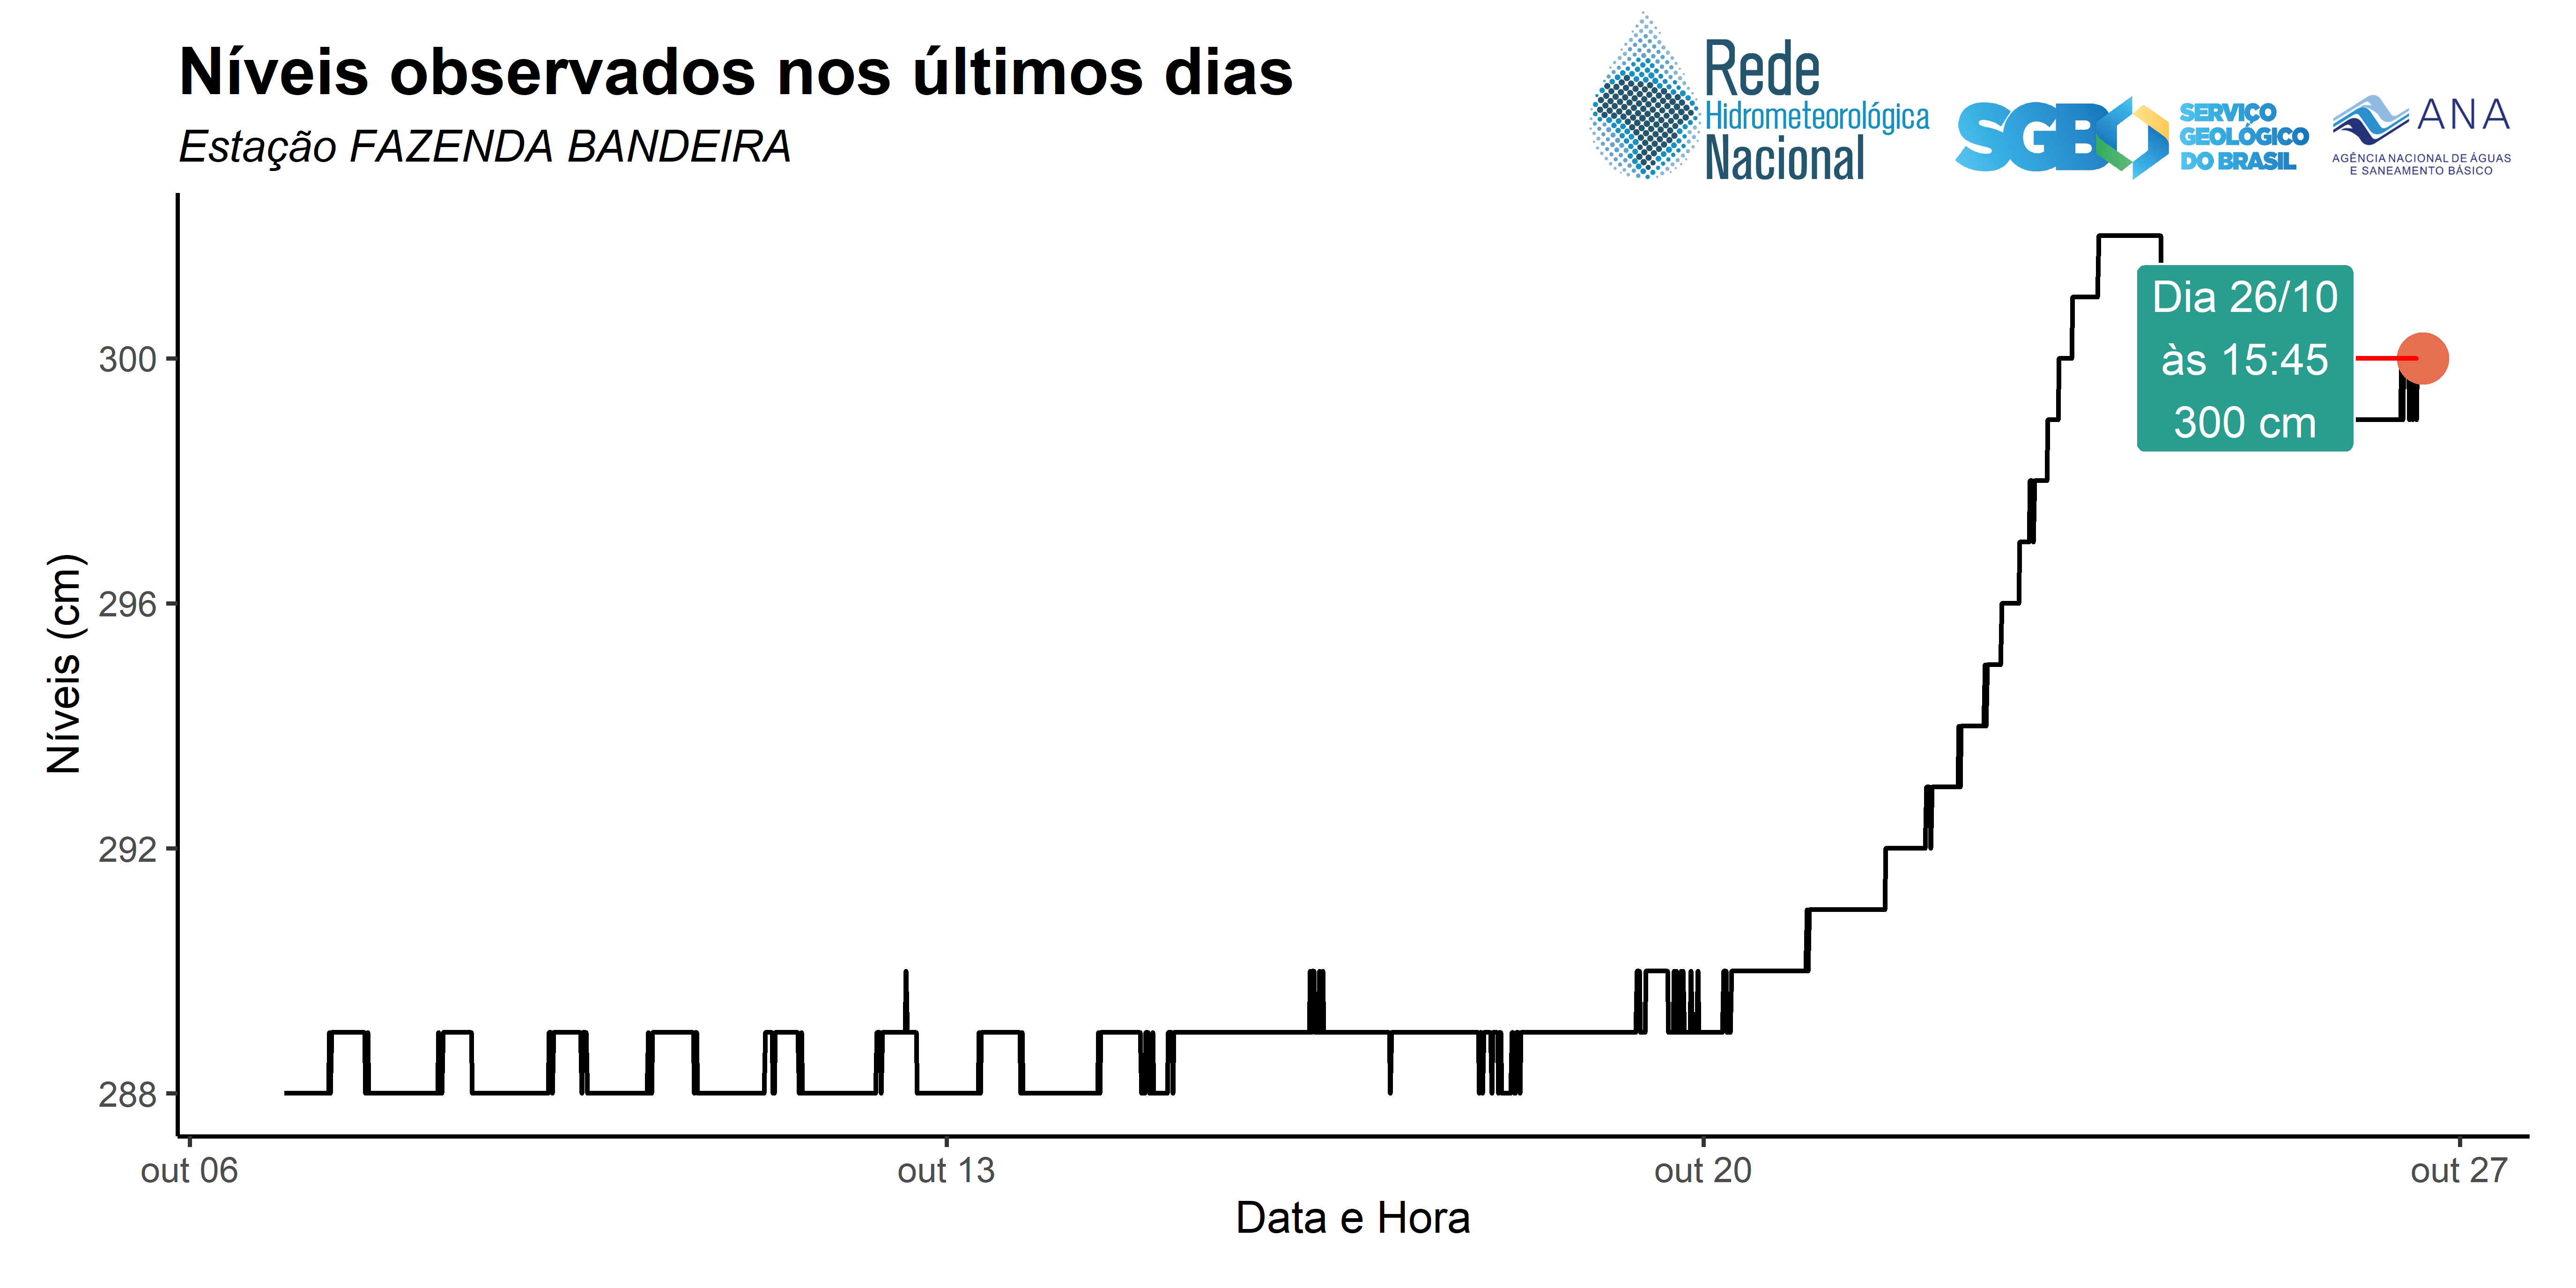 Níveis observados nos últimos dias
Estação FAZENDA BANDEIRA
Rede
Hidrometeorológica
Nacional
SGB
SERVIÇO
GEOLÓGICO
DO BRASIL
ANA
AGÊNCIA NACIONAL DE ÁGUAS
E SANEAMENTO BÁSICO
Dia 26/10
às 15:45
300 cm
Níveis (cm)
300
296
292
288
out 06
out 13
out 20
out 27
Data e Hora